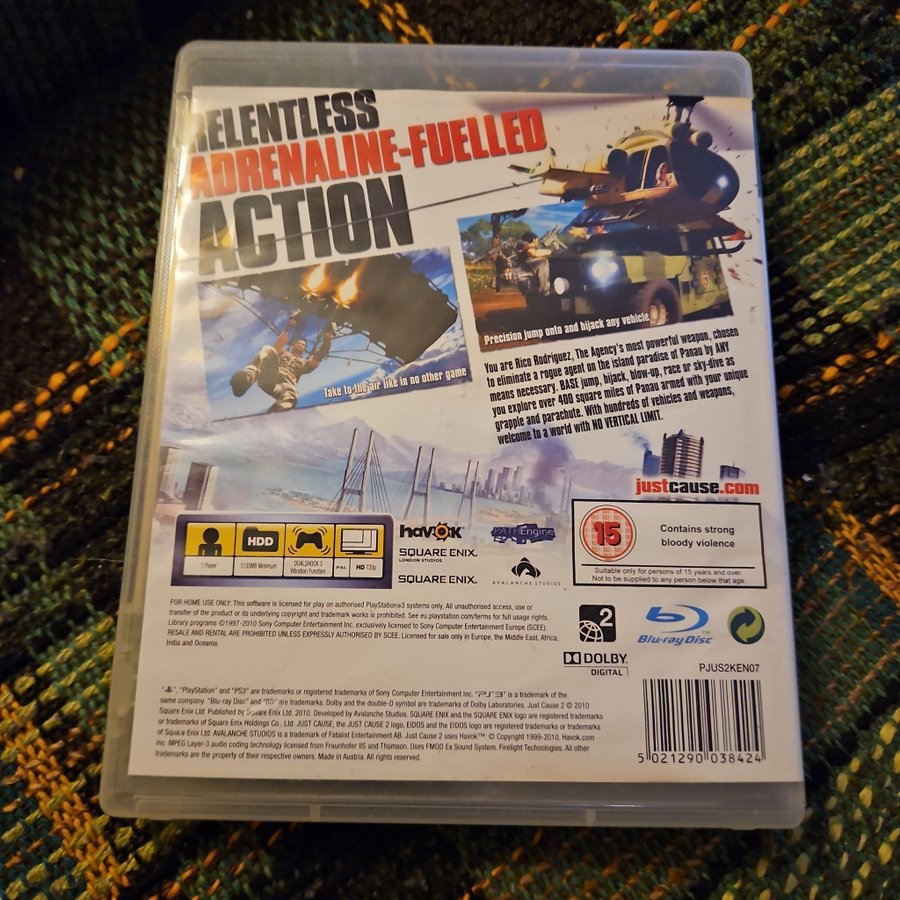 RELENTLESS
ADRENALINE-FUELLED
ACTION
Take to the air like in no other game
Precision jump onto and hijack any vehicle
You are Rico Rodriguez, The Agency's most powerful weapon, chosen
to eliminate a rogue agent on the island paradise of Panau by ANY
means necessary. BASE jump, hijack, blow-up, race or sky-dive as
you explore over 400 square miles of Panau armed with your unique
grapple and parachute. With hundreds of vehicles and weapons,
welcome to a world with NO VERTICAL LIMIT.
justcause.com
1 Player
HDD
1130MB Minimum
DUALSHOCK 3
Vibration Function
PAL
HD 720p
havok
SQUARE ENIX.
LONDON STUDIOS
SQUARE ENIX.
PATHEngine
AVALANCHE STUDIOS
15
Contains strong
bloody violence
Suitable only for persons of 15 years and over.
Not to be supplied to any person below that age.
FOR HOME USE ONLY: This software is licensed for play on authorised PlayStation®3 systems only. All unauthorised access, use or
transfer of the product or its underlying copyright and trademark works is prohibited. See eu.playstation.com/terms for full usage rights.
Library programs ©1997-2010 Sony Computer Entertainment Inc. exclusively licensed to Sony Computer Entertainment Europe (SCEE).
RESALE AND RENTAL ARE PROHIBITED UNLESS EXPRESSLY AUTHORISED BY SCEE. Licensed for sale only in Europe, the Middle East, Africa,
India and Oceania.
2
Blu-ray Disc™
DOLBY
DIGITAL
PJUS2KEN07
"PlayStation" and "PS3" are trademarks or registered trademarks of Sony Computer Entertainment Inc. "PS3" is a trademark of the
same company. "Blu-ray Disc" and "BD" are trademarks. Dolby and the double-D symbol are trademarks of Dolby Laboratories. Just Cause 2 © 2010
Square Enix Ltd. Published by Square Enix Ltd. 2010. Developed by Avalanche Studios. SQUARE ENIX and the SQUARE ENIX logo are registered trademarks
or trademarks of Square Enix Holdings Co., Ltd. JUST CAUSE, the JUST CAUSE 2 logo, EIDOS and the EIDOS logo are registered trademarks or trademarks
of Square Enix Ltd. AVALANCHE STUDIOS is a trademark of Fatalist Entertainment AB. Just Cause 2 uses Havok™: © Copyright 1999-2010. Havok.com
Inc. MPEG Layer-3 audio coding technology licensed from Fraunhofer IIS and Thomson. Uses FMOD Ex Sound System, Firelight Technologies. All other
trademarks are the property of their respective owners. Made in Austria. All rights reserved.
5 021290 038424